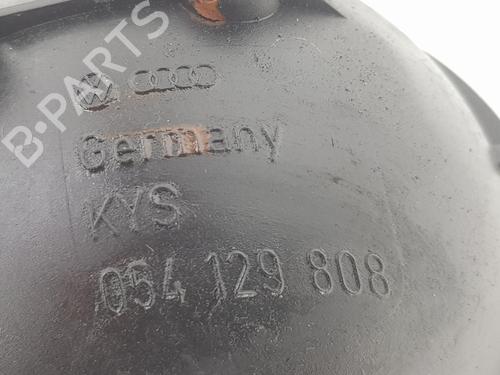 B-PARTS
Germany
KYS
054 129 808